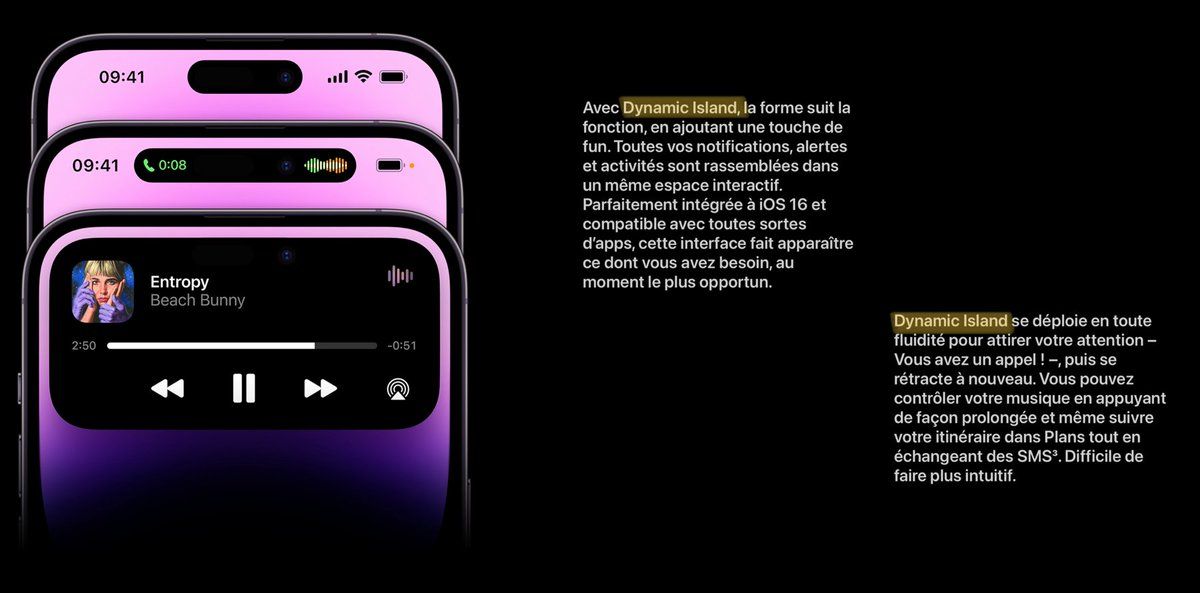 09:41
09:41
0:08
Entropy
Beach Bunny
2:50
-0:51
Avec Dynamic Island, la forme suit la
fonction, en ajoutant une touche de
fun. Toutes vos notifications, alertes
et activités sont rassemblées dans
un même espace interactif.
Parfaitement intégrée à iOS 16 et
compatible avec toutes sortes
d’apps, cette interface fait apparaître
ce dont vous avez besoin, au
moment le plus opportun.
Dynamic Island se déploie en toute
fluidité pour attirer votre attention –
Vous avez un appel ! –, puis se
rétracte à nouveau. Vous pouvez
contrôler votre musique en appuyant
de façon prolongée et même suivre
votre itinéraire dans Plans tout en
échangeant des SMS³. Difficile de
faire plus intuitif.